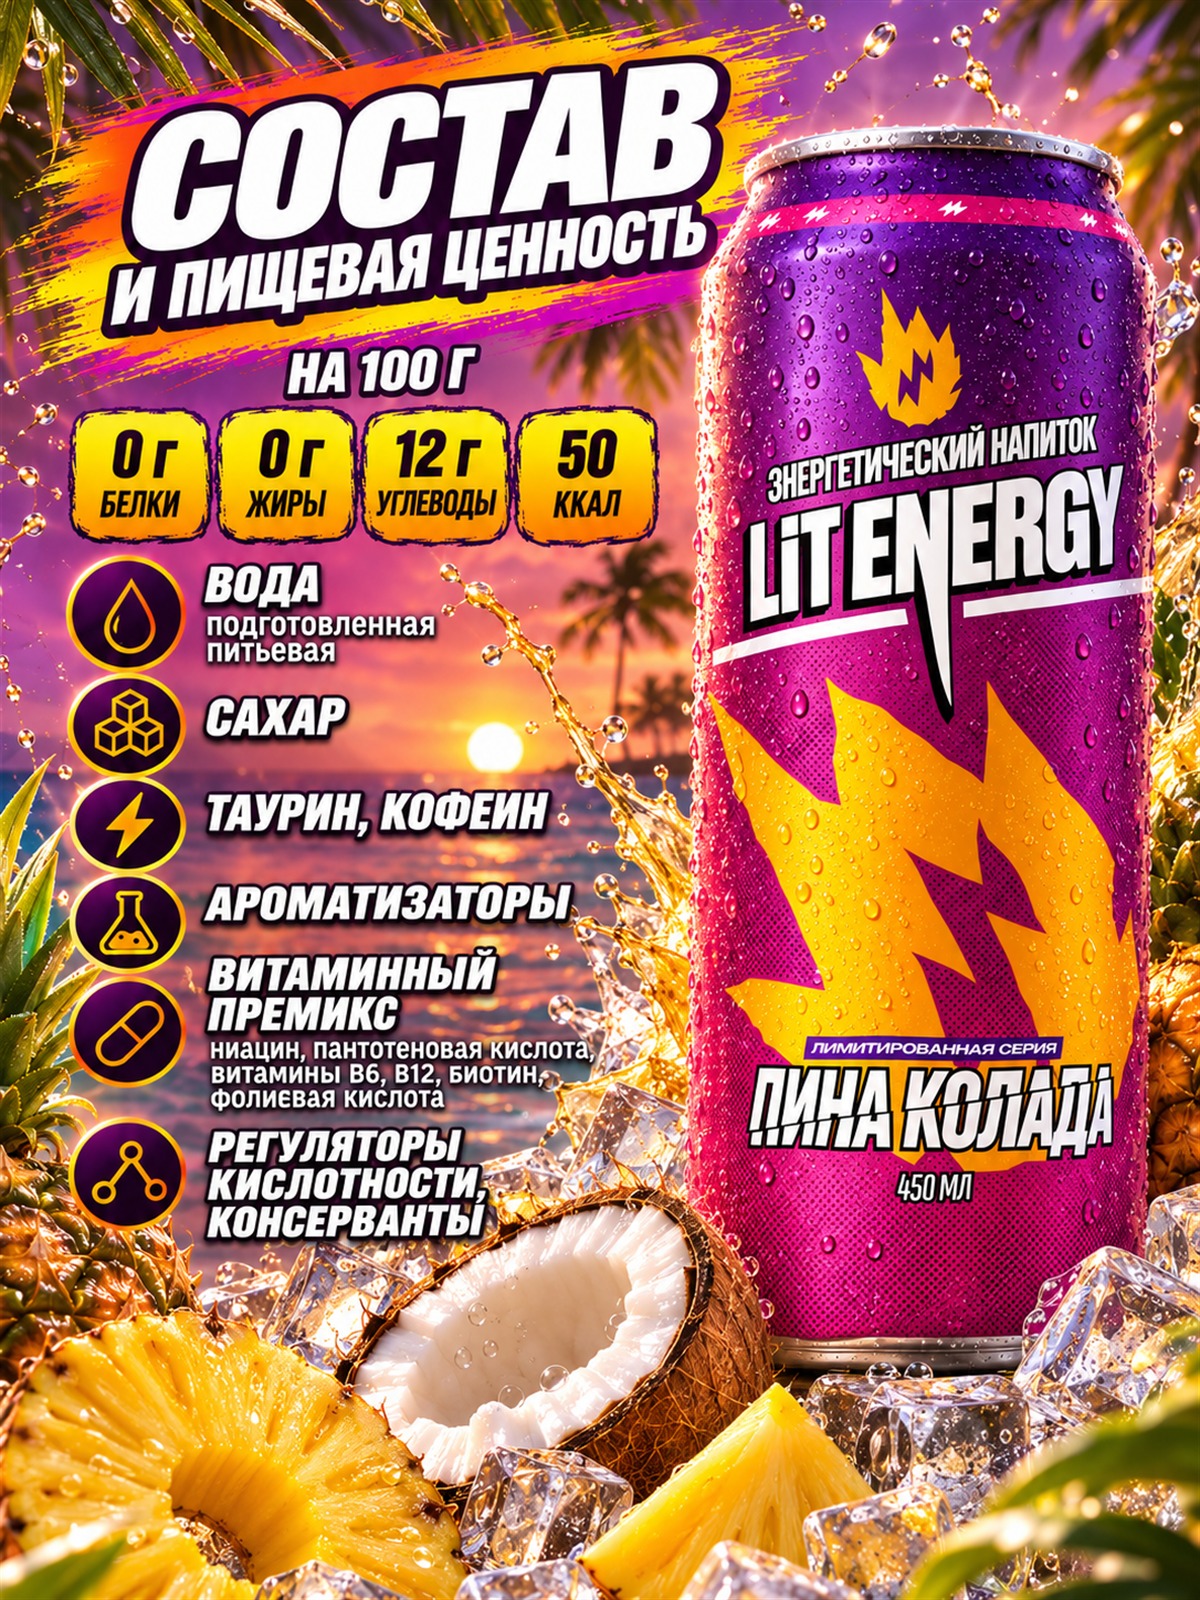 СОСТАВ
И ПИЩЕВАЯ ЦЕННОСТЬ
НА 100 Г
0 г
БЕЛКИ
0 г
ЖИРЫ
12 г
УГЛЕВОДЫ
50
ККАЛ
ВОДА
подготовленная
питьевая
САХАР
ТАУРИН, КОФЕИН
АРОМАТИЗАТОРЫ
ВИТАМИННЫЙ
ПРЕМИКС
ниацин, пантотеновая кислота,
витамины B6, B12, биотин,
фолиевая кислота
РЕГУЛЯТОРЫ
КИСЛОТНОСТИ,
КОНСЕРВАНТЫ
ЭНЕРГЕТИЧЕСКИЙ НАПИТОК
LiT ENERGY
ЛИМИТИРОВАННАЯ СЕРИЯ
ПИНА КОЛАДА
450 МЛ